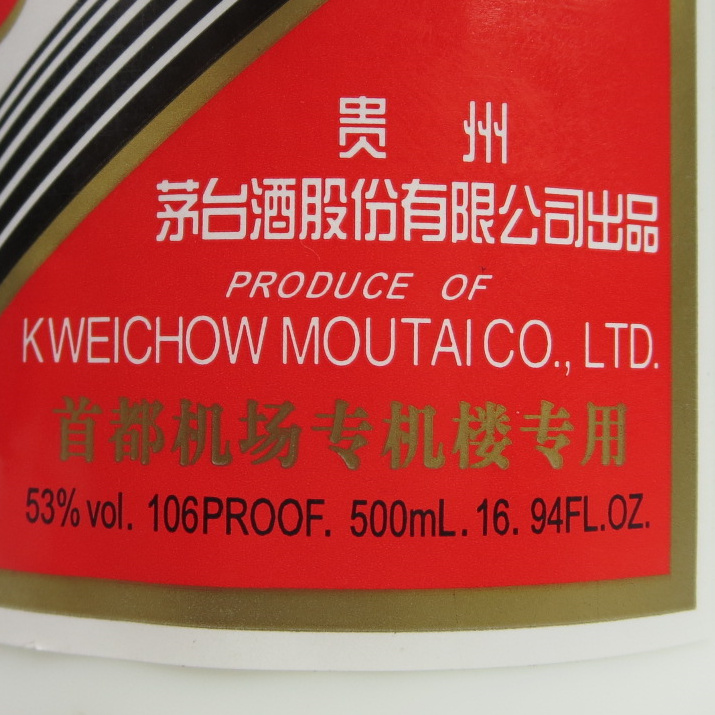 贵州
茅台酒股份有限公司出品
PRODUCE OF
KWEICHOW MOUTAI CO., LTD.
首都机场专机楼专用
53% vol. 106PROOF. 500mL. 16. 94FL.OZ.